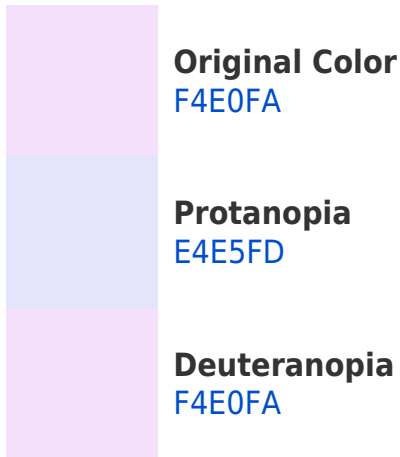 Original Color
F4E0FA
Protanopia
E4E5FD
Deuteranopia
F4E0FA